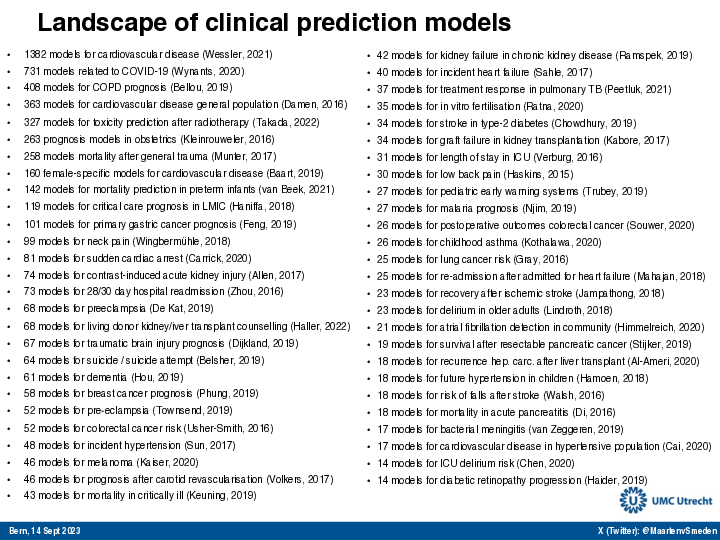 Landscape of clinical prediction models
• 1382 models for cardiovascular disease (Wessler, 2021)
• 731 models related to COVID-19 (Wynants, 2020)
• 408 models for COPD prognosis (Bellou, 2019)
• 363 models for cardiovascular disease general population (Damen, 2016)
• 327 models for toxicity prediction after radiotherapy (Takada, 2022)
• 263 prognosis models in obstetrics (Kleinrouweler, 2016)
• 258 models mortality after general trauma (Munter, 2017)
• 160 female-specific models for cardiovascular disease (Baart, 2019)
• 142 models for mortality prediction in preterm infants (van Beek, 2021)
• 119 models for critical care prognosis in LMIC (Haniffa, 2018)
• 101 models for primary gastric cancer prognosis (Feng, 2019)
• 99 models for neck pain (Wingbermühle, 2018)
• 81 models for sudden cardiac arrest (Carrick, 2020)
• 74 models for contrast-induced acute kidney injury (Allen, 2017)
• 73 models for 28/30 day hospital readmission (Zhou, 2016)
• 68 models for preeclampsia (De Kat, 2019)
• 68 models for living donor kidney/iver transplant counselling (Haller, 2022)
• 67 models for traumatic brain injury prognosis (Dijkland, 2019)
• 64 models for suicide / suicide attempt (Belsher, 2019)
• 61 models for dementia (Hou, 2019)
• 58 models for breast cancer prognosis (Phung, 2019)
• 52 models for pre-eclampsia (Townsend, 2019)
• 52 models for colorectal cancer risk (Usher-Smith, 2016)
• 48 models for incident hypertension (Sun, 2017)
• 46 models for melanoma (Kaiser, 2020)
• 46 models for prognosis after carotid revascularisation (Volkers, 2017)
• 43 models for mortality in critically ill (Keuning, 2019)
• 42 models for kidney failure in chronic kidney disease (Ramspek, 2019)
• 40 models for incident heart failure (Sahle, 2017)
• 37 models for treatment response in pulmonary TB (Peetluk, 2021)
• 35 models for in vitro fertilisation (Ratna, 2020)
• 34 models for stroke in type-2 diabetes (Chowdhury, 2019)
• 34 models for graft failure in kidney transplantation (Kabore, 2017)
• 31 models for length of stay in ICU (Verburg, 2016)
• 30 models for low back pain (Haskins, 2015)
• 27 models for pediatric early warning systems (Trubey, 2019)
• 27 models for malaria prognosis (Njim, 2019)
• 26 models for postoperative outcomes colorectal cancer (Souwer, 2020)
• 26 models for childhood asthma (Kothalawa, 2020)
• 25 models for lung cancer risk (Gray, 2016)
• 25 models for re-admission after admitted for heart failure (Mahajan, 2018)
• 23 models for recovery after ischemic stroke (Jampathong, 2018)
• 23 models for delirium in older adults (Lindroth, 2018)
• 21 models for atrial fibrillation detection in community (Himmelreich, 2020)
• 19 models for survival after resectable pancreatic cancer (Stijker, 2019)
• 18 models for recurrence hep. carc. after liver transplant (Al-Ameri, 2020)
• 18 models for future hypertension in children (Hamoen, 2018)
• 18 models for risk of falls after stroke (Walsh, 2016)
• 18 models for mortality in acute pancreatitis (Di, 2016)
• 17 models for bacterial meningitis (van Zeggeren, 2019)
• 17 models for cardiovascular disease in hypertensive population (Cai, 2020)
• 14 models for ICU delirium risk (Chen, 2020)
• 14 models for diabetic retinopathy progression (Haider, 2019)
UMC Utrecht
Bern, 14 Sept 2023
X (Twitter): @MaartenvSmeden